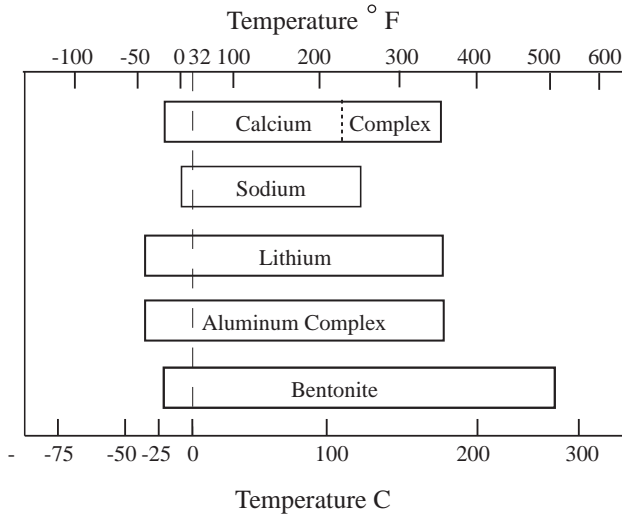 Temperature ° F
-100 -50 0 32 100 200 300 400 500 600
Calcium Complex
Sodium
Lithium
Aluminum Complex
Bentonite
- -75 -50 -25 0 100 200 300
Temperature C